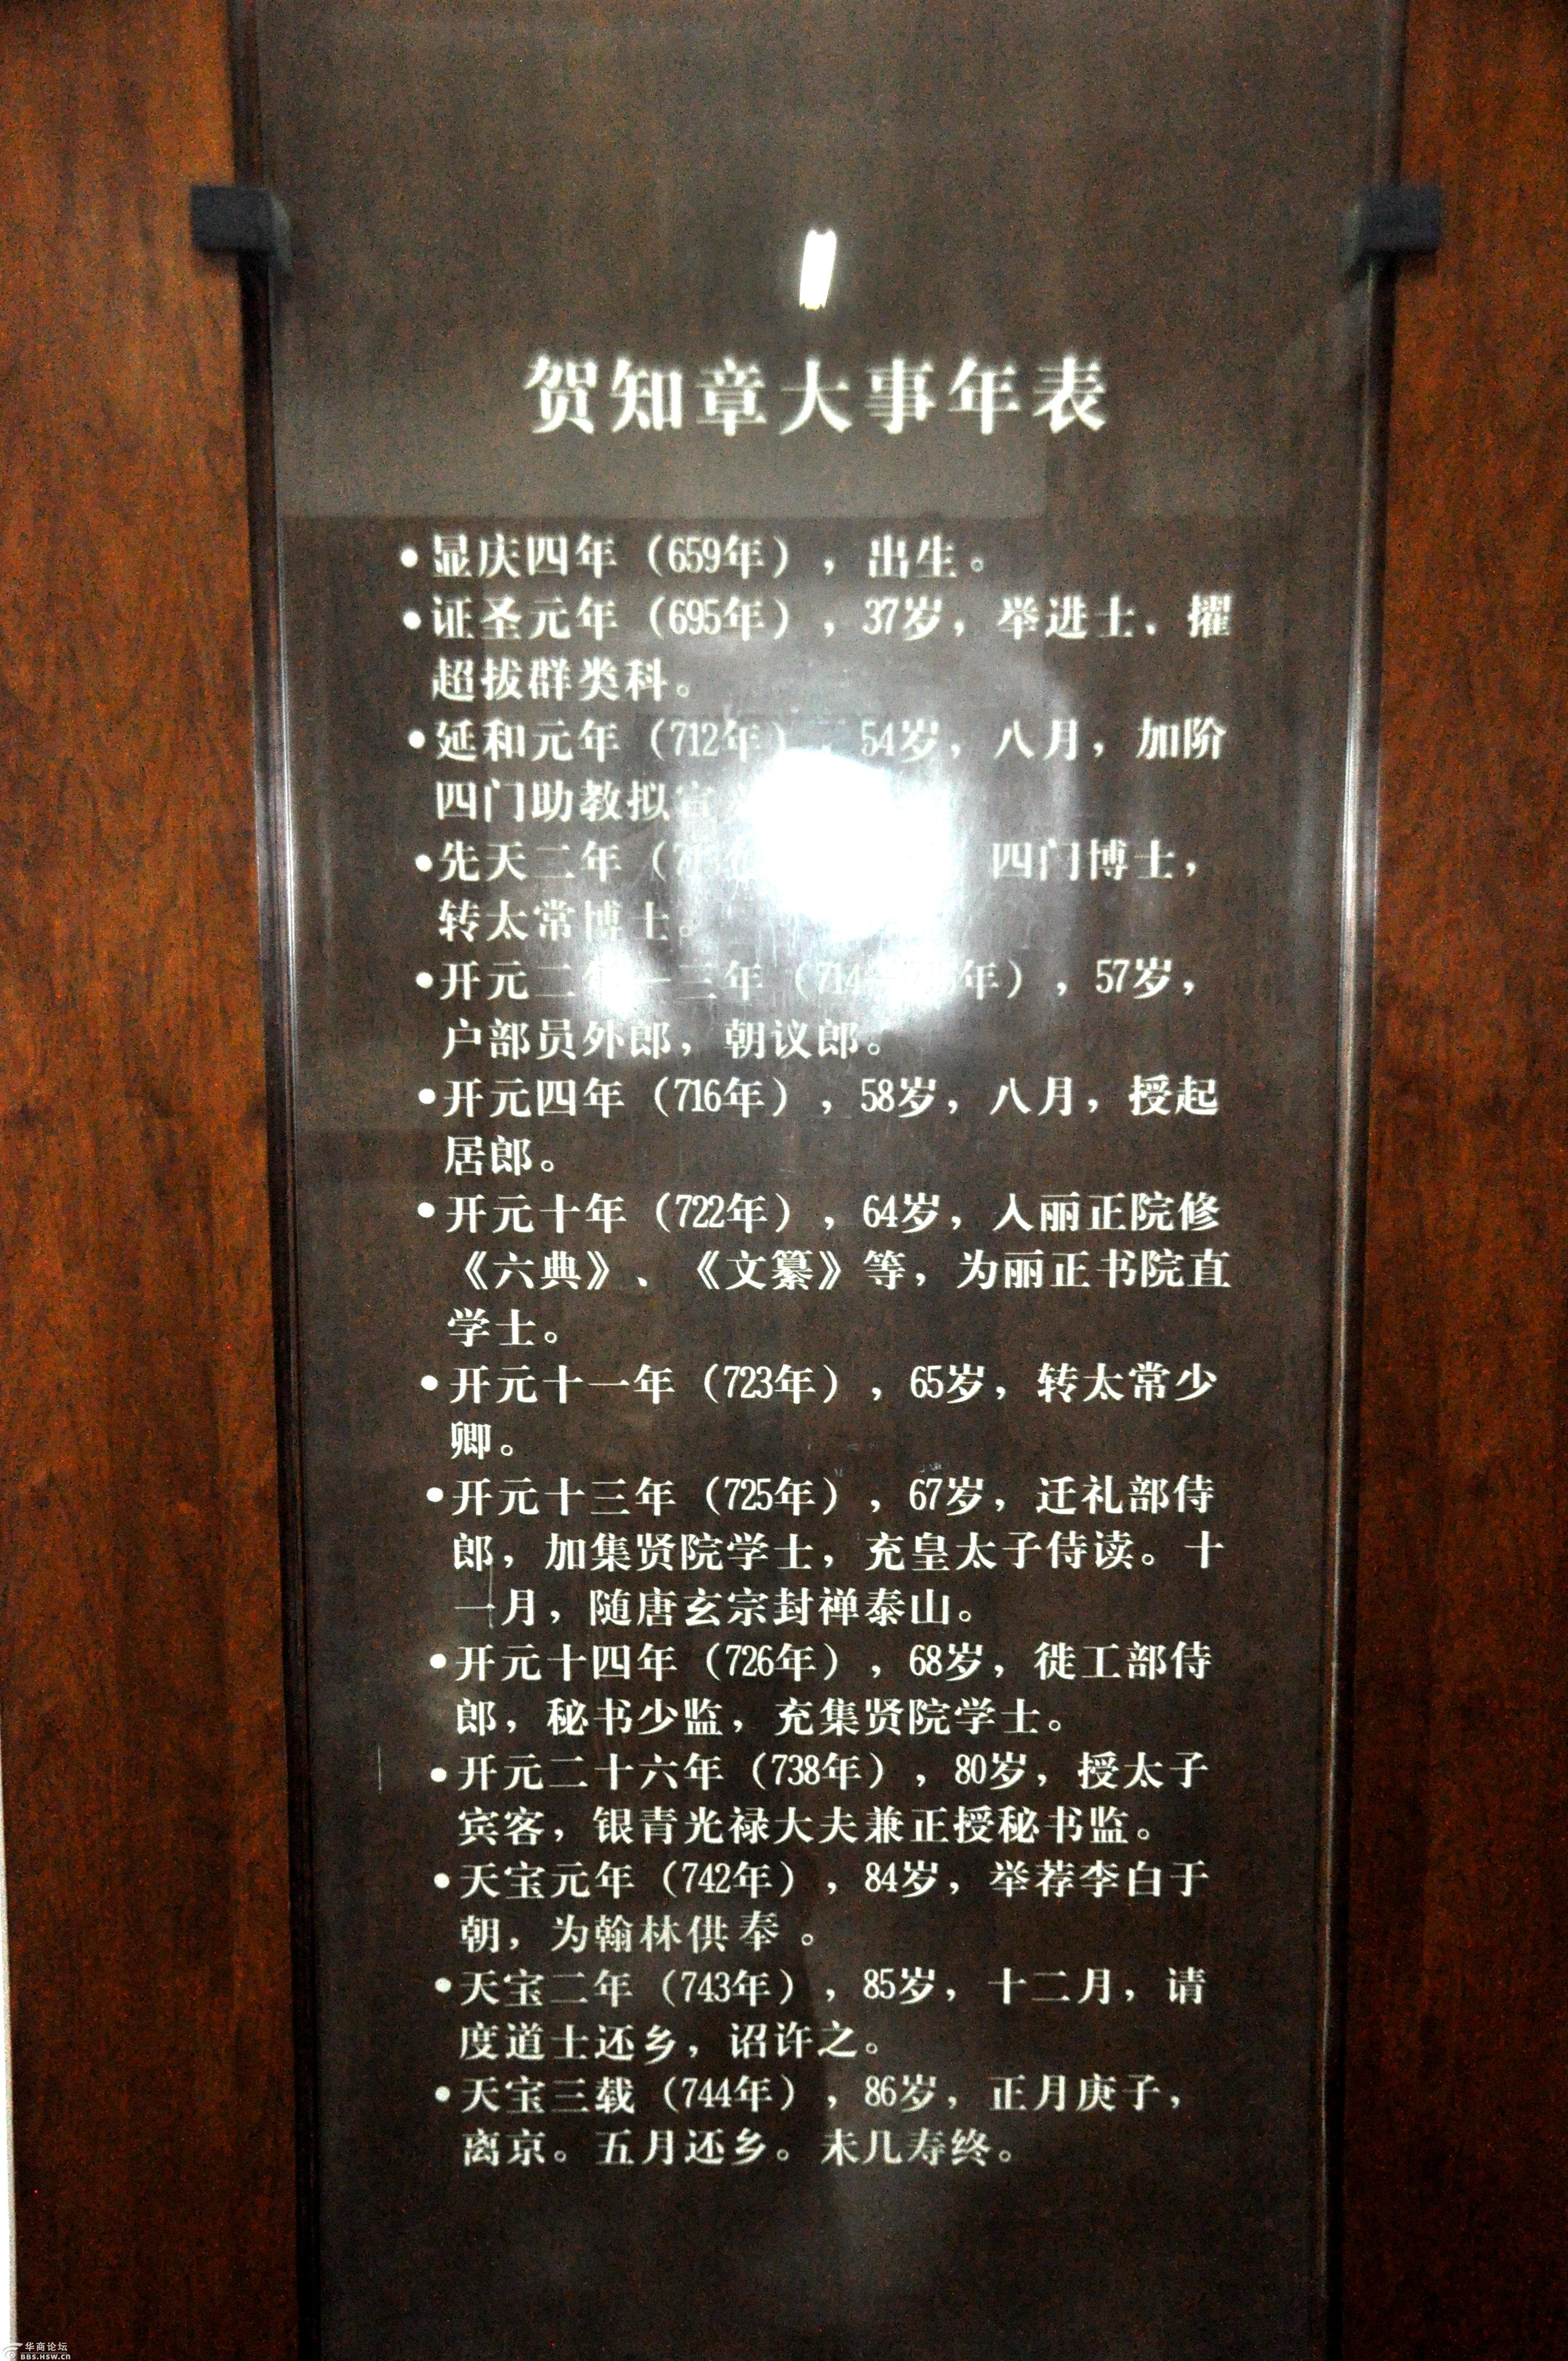 贺知章大事年表
•显庆四年（659年），出生。
•证圣元年（695年），37岁，举进士、擢
超拔群类科。
•延和元年（712年），54岁，八月，加阶
四门助教拟官
•先天二年（ 四门博士，
转太常博士。
•开元二年—三年（714 年），57岁，
户部员外郎，朝议郎。
•开元四年（716年），58岁，八月，授起
居郎。
•开元十年（722年），64岁，入丽正院修
《六典》、《文纂》等，为丽正书院直
学士。
•开元十一年（723年），65岁，转太常少
卿。
•开元十三年（725年），67岁，迁礼部侍
郎，加集贤院学士，充皇太子侍读。十
一月，随唐玄宗封禅泰山。
•开元十四年（726年），68岁，徙工部侍
郎，秘书少监，充集贤院学士。
•开元二十六年（738年），80岁，授太子
宾客，银青光禄大夫兼正授秘书监。
•天宝元年（742年），84岁，举荐李白于
朝，为翰林供奉。
•天宝二年（743年），85岁，十二月，请
度道士还乡，诏许之。
•天宝三载（744年），86岁，正月庚子，
离京。五月还乡。未几寿终。
华商论坛
BBS.HSW.CN